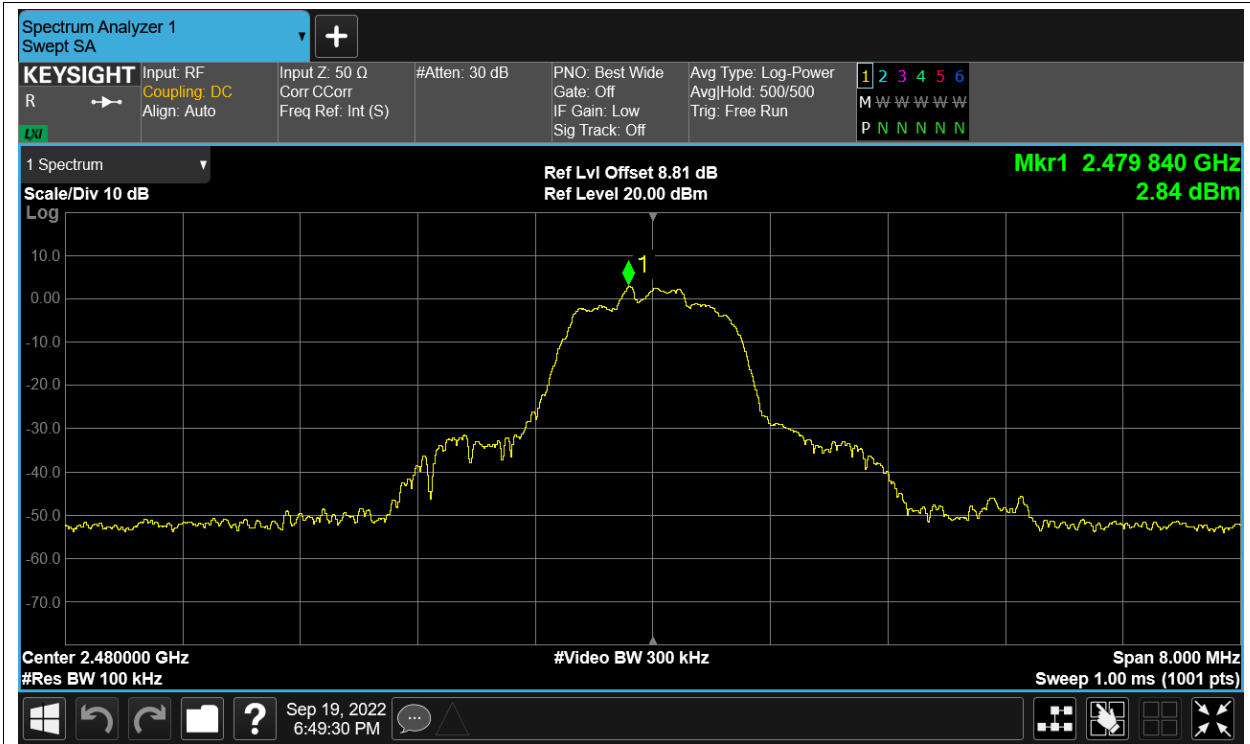 Spectrum Analyzer 1
Swept SA
KEYSIGHT
R
LXI
Input: RF
Coupling: DC
Align: Auto
Input Z: 50 Ω
Corr CCorr
Freq Ref: Int (S)
#Atten: 30 dB
PNO: Best Wide
Gate: Off
IF Gain: Low
Sig Track: Off
Avg Type: Log-Power
Avg|Hold: 500/500
Trig: Free Run
1 2 3 4 5 6
M W W W W W
P N N N N N
1 Spectrum
Scale/Div 10 dB
Ref Lvl Offset 8.81 dB
Ref Level 20.00 dBm
Mkr1 2.479 840 GHz
2.84 dBm
Log
1
10.0
0.00
-10.0
-20.0
-30.0
-40.0
-50.0
-60.0
-70.0
Center 2.480000 GHz
#Res BW 100 kHz
#Video BW 300 kHz
Span 8.000 MHz
Sweep 1.00 ms (1001 pts)
?
Sep 19, 2022
6:49:30 PM